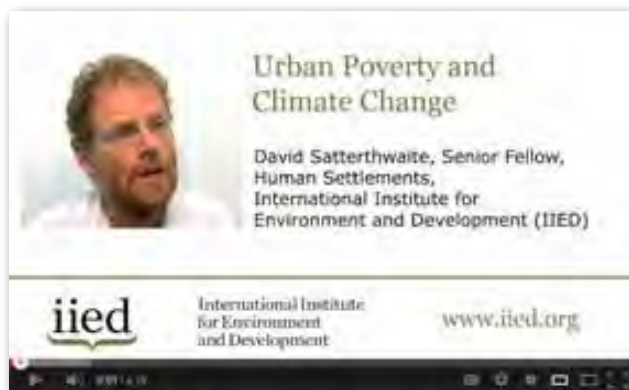 Urban Poverty and
Climate Change
David Satterthwaite, Senior Fellow,
Human Settlements,
International Institute for
Environment and Development (IIED)
iied
International Institute
for Environment
and Development
www.iied.org